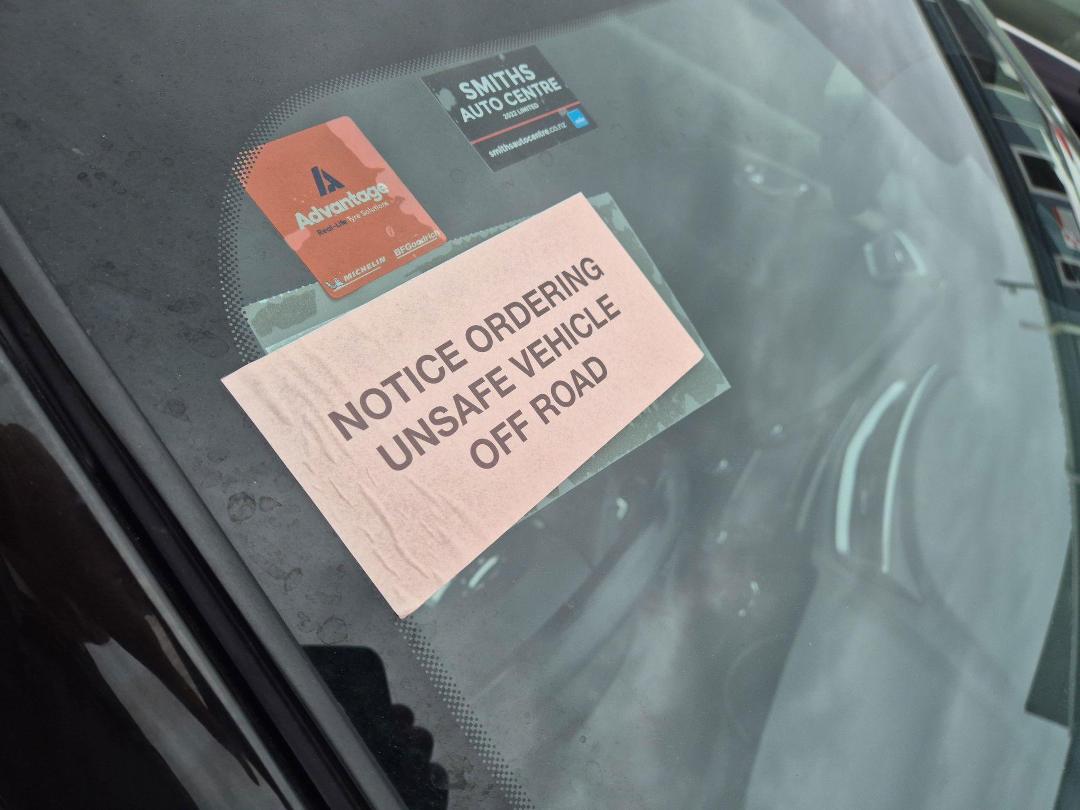 SMITHS
AUTO CENTRE
2022 LIMITED
smithsautocentre.co.nz
Advantage
Real-Life Tyre Solutions
MICHELIN BFGoodrich
NOTICE ORDERING
UNSAFE VEHICLE
OFF ROAD